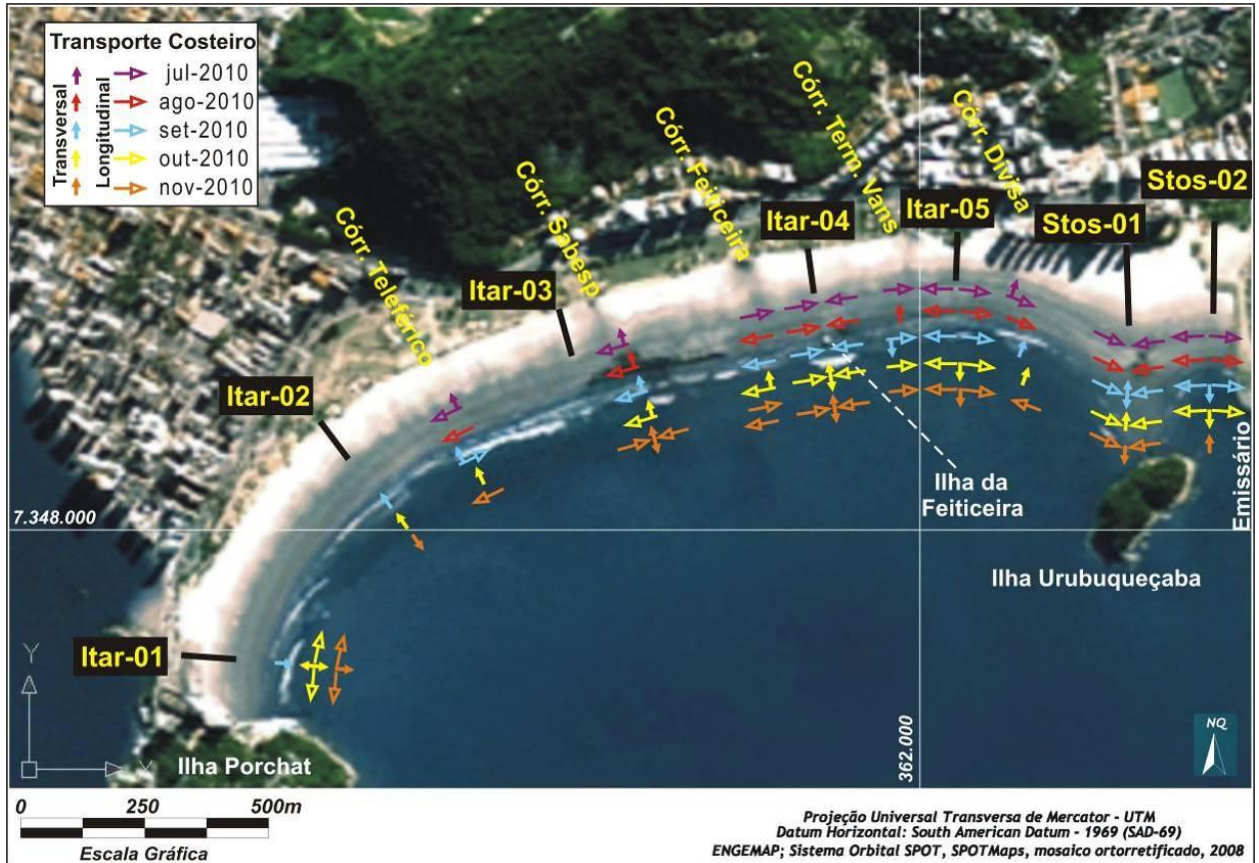 Transporte Costeiro
Transversal
Longitudinal
jul-2010
ago-2010
set-2010
out-2010
nov-2010
Córr. Teleférico
Córr. Sabesp
Córr. Feiticeira
Córr. Term. Vans
Córr. Divisa
Itar-01
Itar-02
Itar-03
Itar-04
Itar-05
Stos-01
Stos-02
Emissário
Ilha da
Feiticeira
7.348.000
Ilha Urubuqueçaba
362.000
Y
NQ
Ilha Porchat
0 250 500m
Escala Gráfica
Projeção Universal Transversa de Mercator - UTM
Datum Horizontal: South American Datum - 1969 (SAD-69)
ENGEMAP; Sistema Orbital SPOT, SPOTMaps, mosaico ortorretificado, 2008